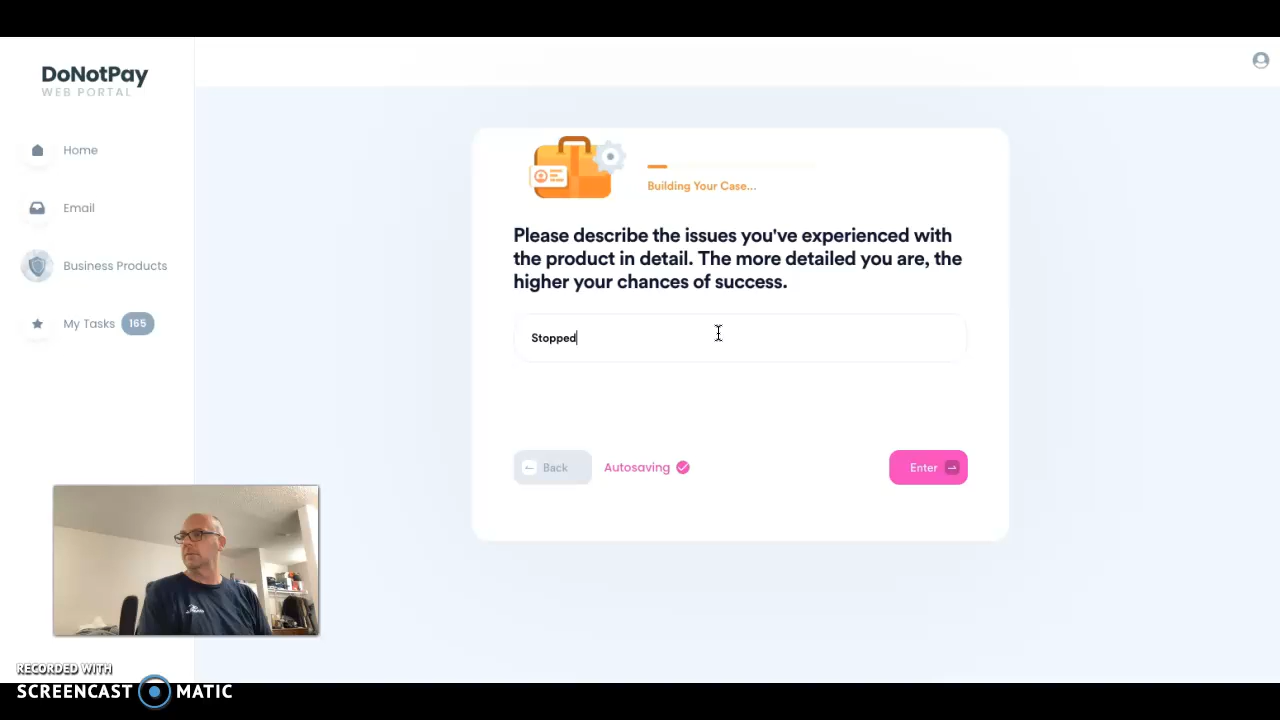 DoNotPay
WEB PORTAL
Home
Email
Business Products
My Tasks 165
Building Your Case...
Please describe the issues you've experienced with
the product in detail. The more detailed you are, the
higher your chances of success.
Stopped
Back
Autosaving
Enter
RECORDED WITH
SCREENCAST MATIC